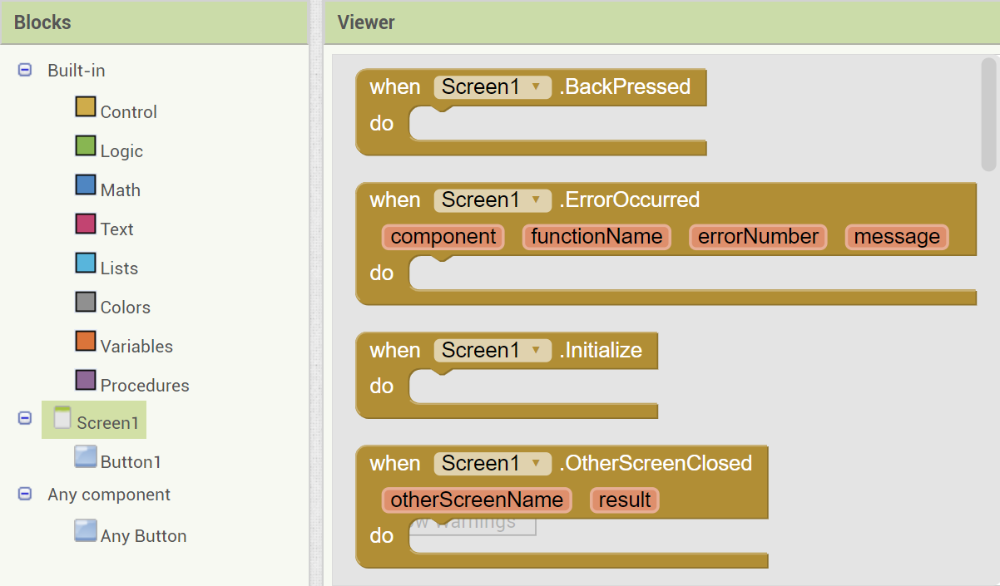 Blocks
Built-in
Control
Logic
Math
Text
Lists
Colors
Variables
Procedures
Screen1
Button1
Any component
Any Button
Viewer
when Screen1 .BackPressed
do
when Screen1 .ErrorOccurred
component functionName errorNumber message
do
when Screen1 .Initialize
do
when Screen1 .OtherScreenClosed
otherScreenName result
Warnings
do